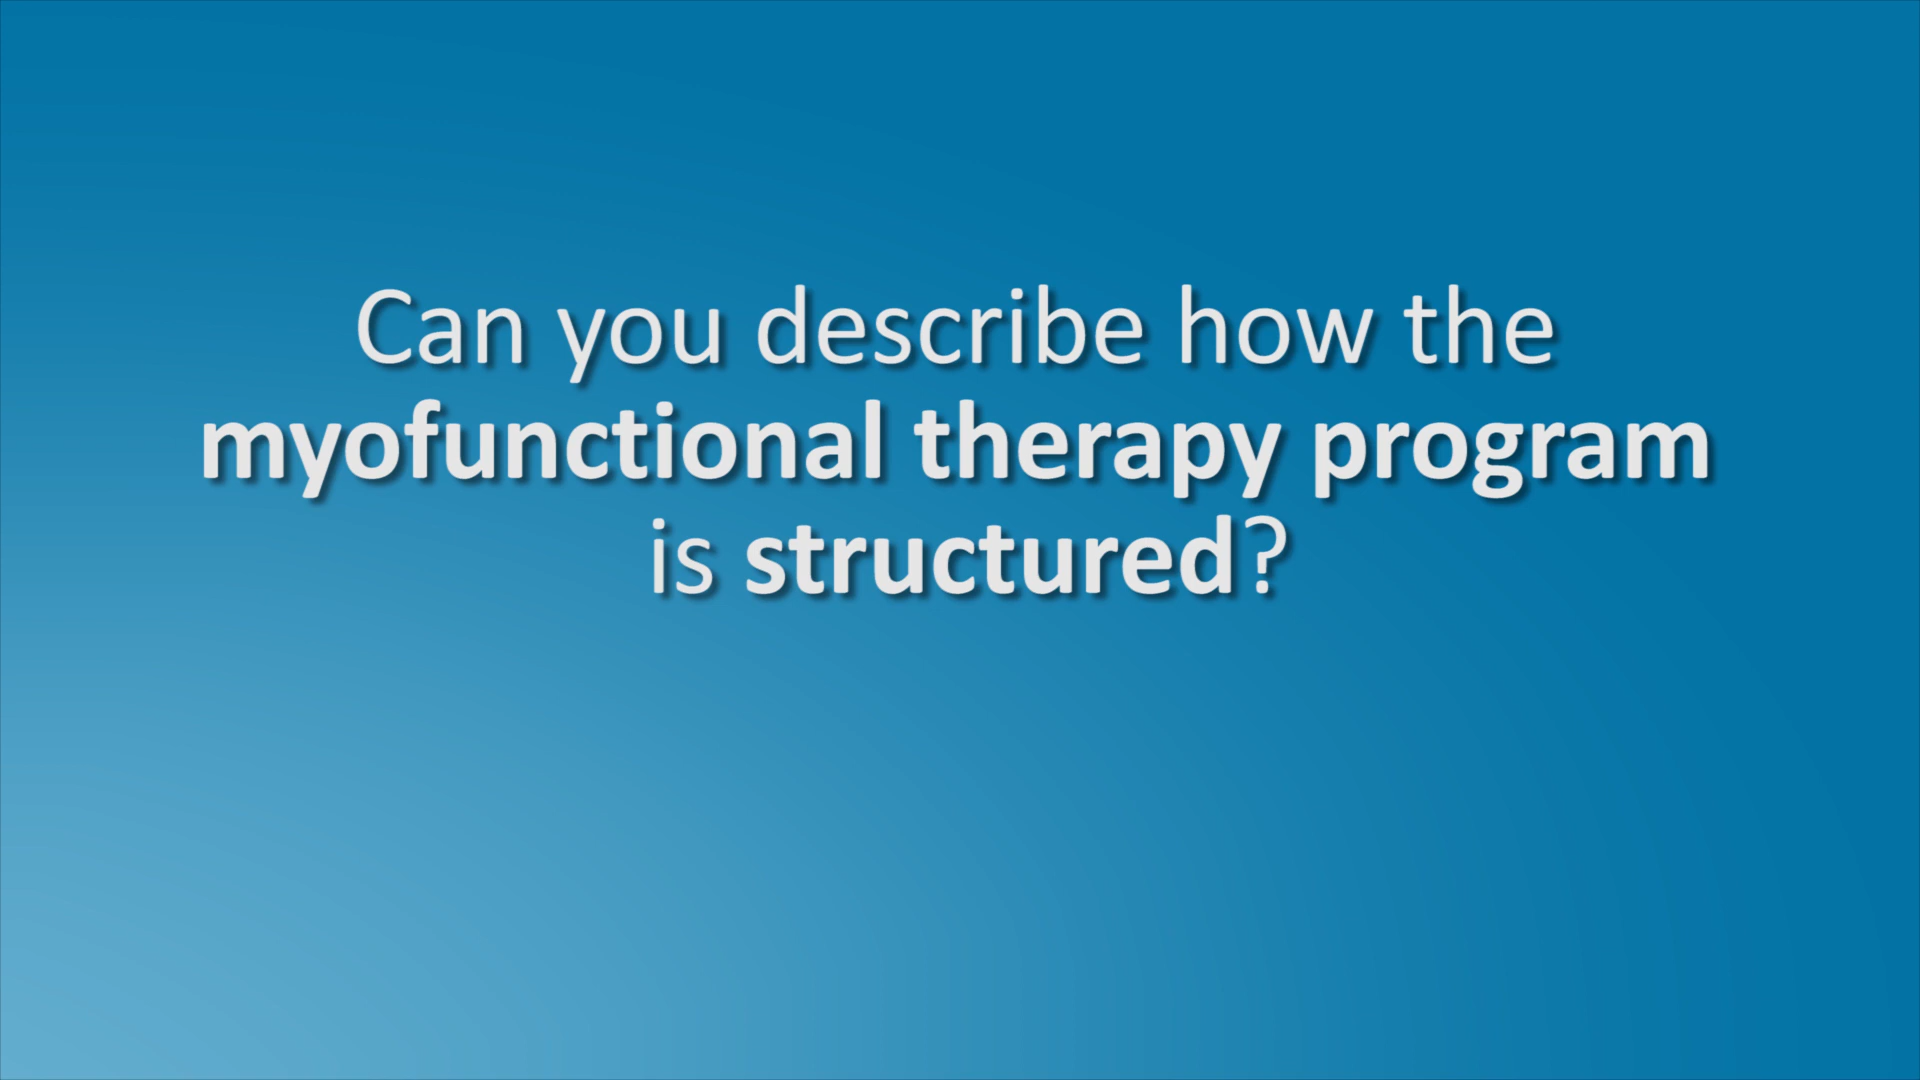 Can you describe how the
myofunctional therapy program
is structured?